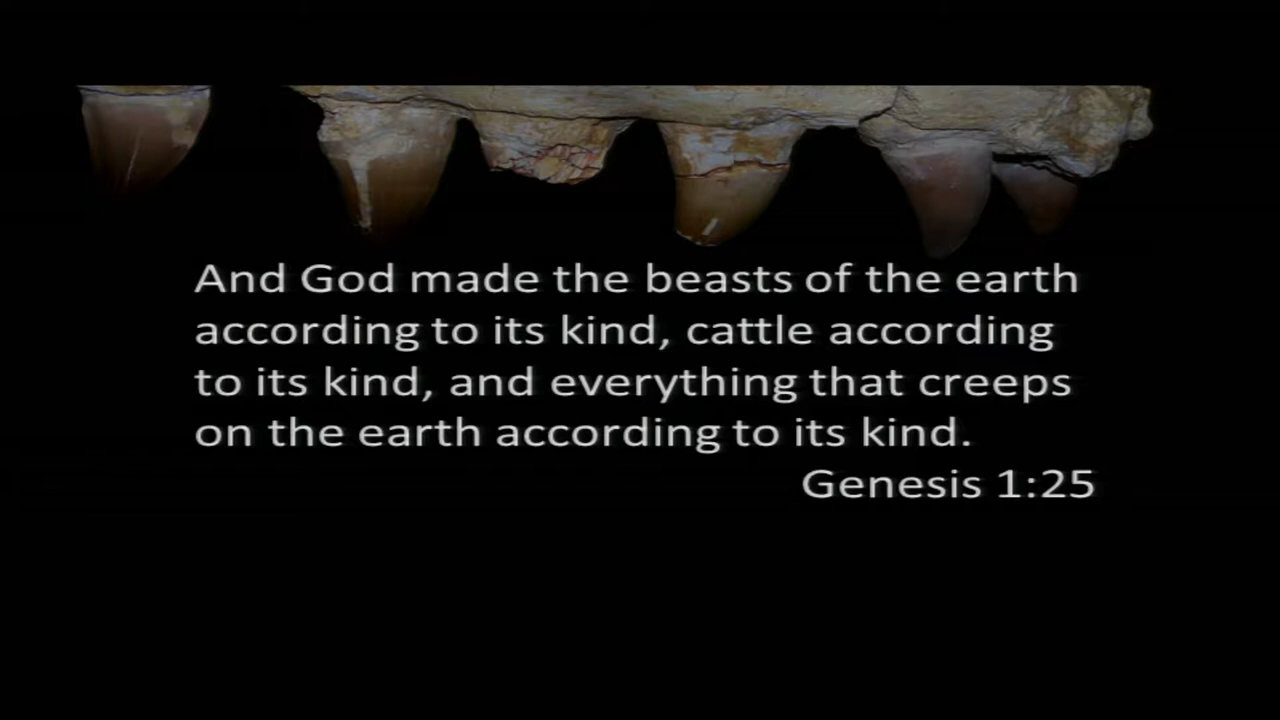 And God made the beasts of the earth
according to its kind, cattle according
to its kind, and everything that creeps
on the earth according to its kind.
Genesis 1:25